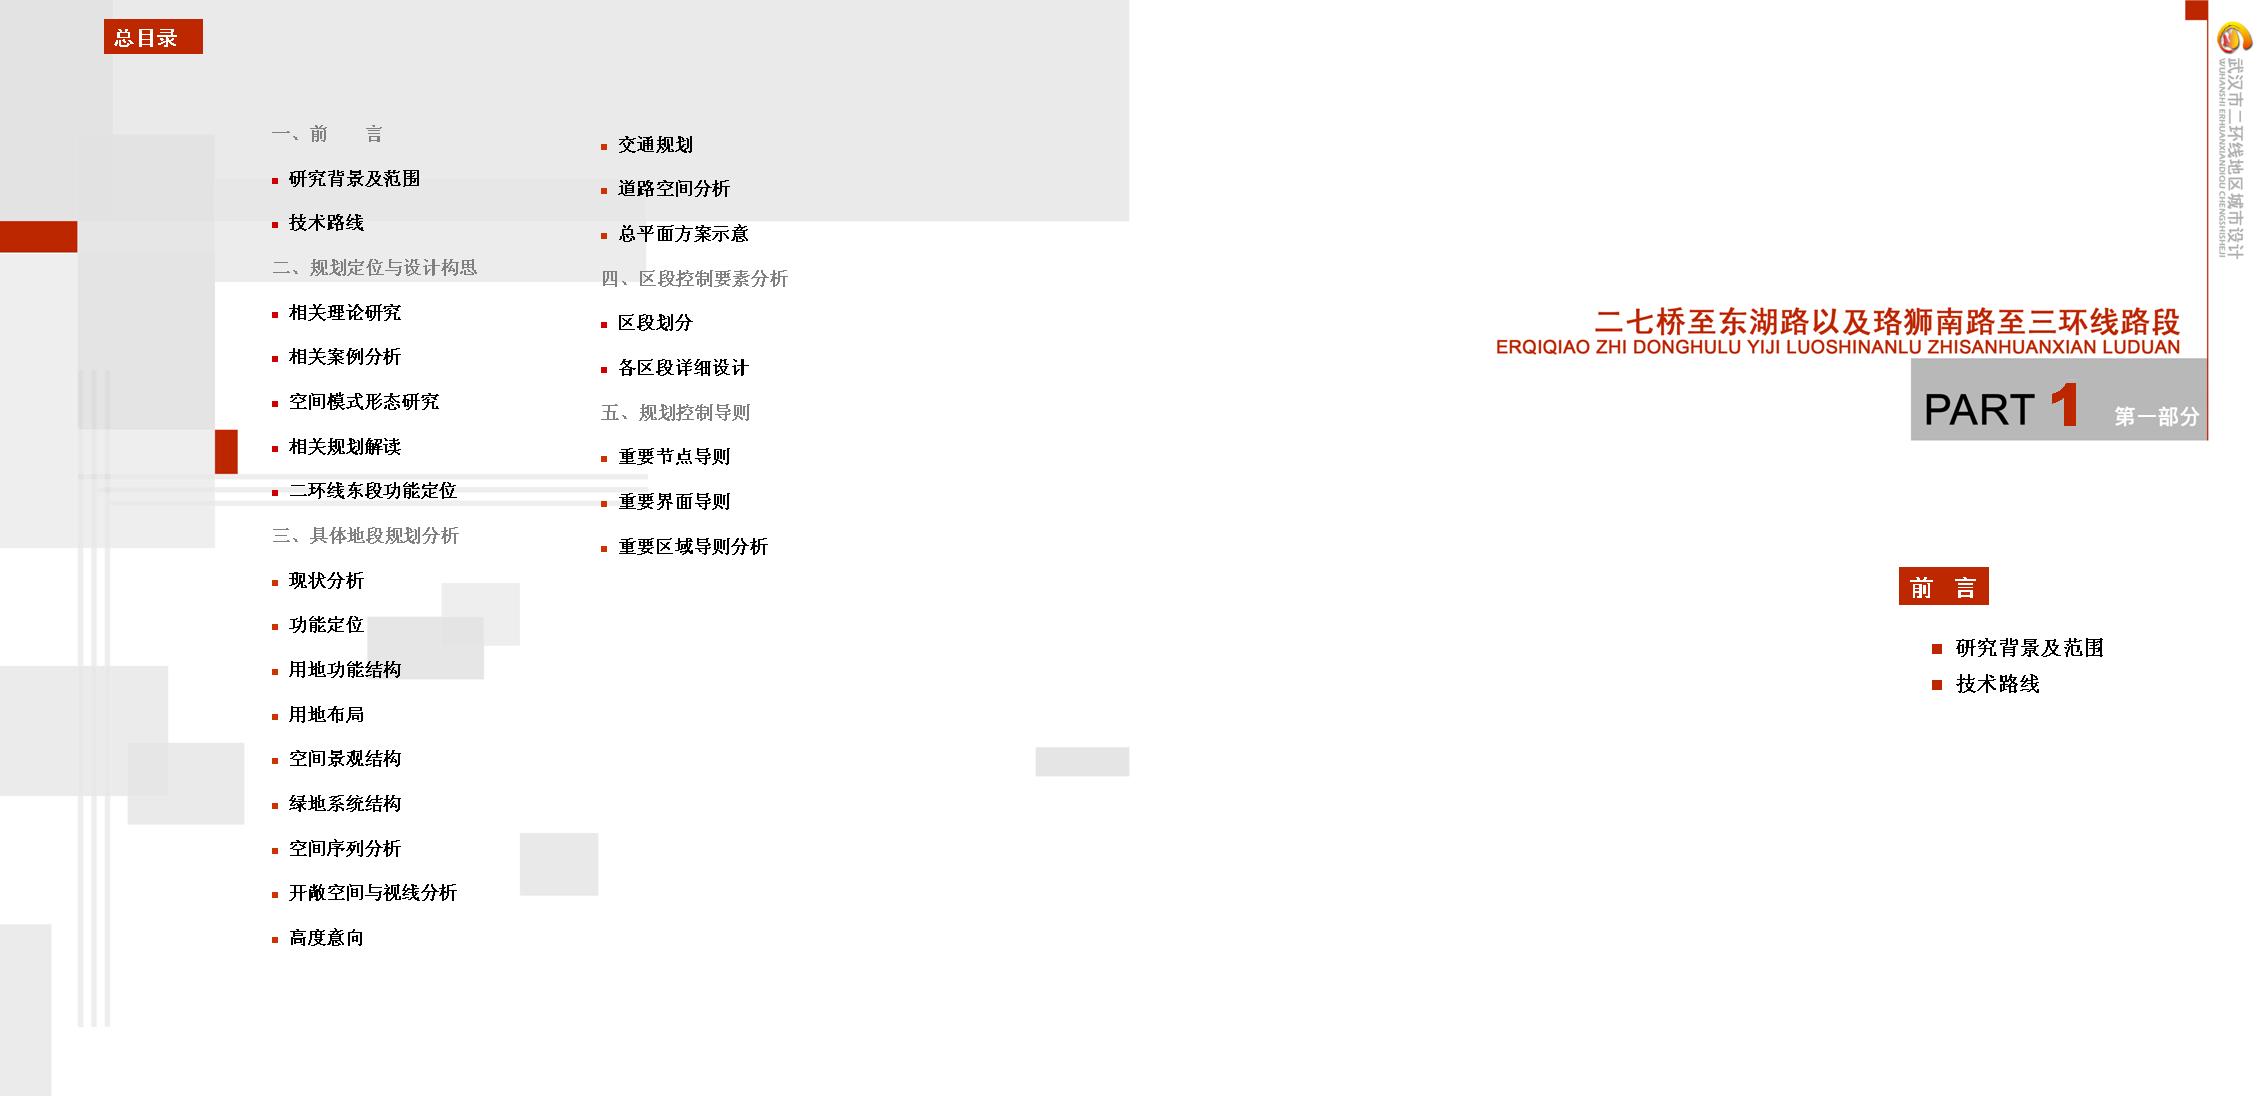 总目录
一、前　　言
研究背景及范围
技术路线
二、规划定位与设计构思
相关理论研究
相关案例分析
空间模式形态研究
相关规划解读
二环线东段功能定位
三、具体地段规划分析
现状分析
功能定位
用地功能结构
用地布局
空间景观结构
绿地系统结构
空间序列分析
开敞空间与视线分析
高度意向
交通规划
道路空间分析
总平面方案示意
四、区段控制要素分析
区段划分
各区段详细设计
五、规划控制导则
重要节点导则
重要界面导则
重要区域导则分析
武汉市二环线地区城市设计
WUHANSHI ERHUANXIANDIQU CHENGSHISHEJI
二七桥至东湖路以及珞狮南路至三环线路段
ERQIQIAO ZHI DONGHULU YIJI LUOSHINANLU ZHISANHUANXIAN LUDUAN
PART 1 第一部分
前　言
研究背景及范围
技术路线